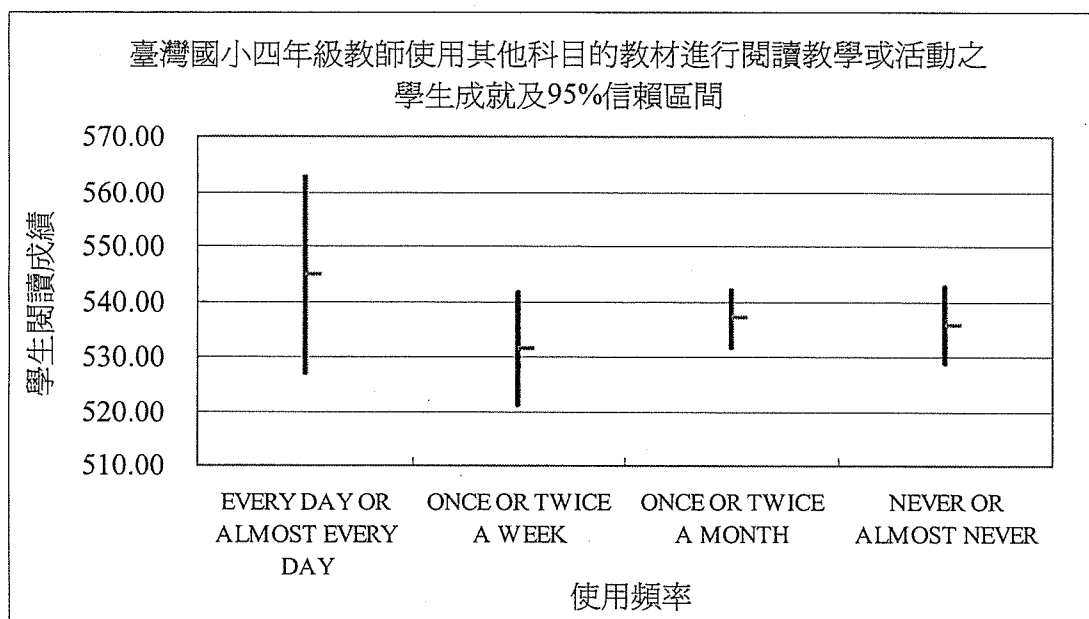 臺灣國小四年級教師使用其他科目的教材進行閱讀教學或活動之
學生成就及95%信賴區間
570.00
560.00
550.00
540.00
530.00
520.00
510.00
學生閱讀成績
EVERY DAY OR
ALMOST EVERY
DAY
ONCE OR TWICE
A WEEK
ONCE OR TWICE
A MONTH
NEVER OR
ALMOST NEVER
使用頻率